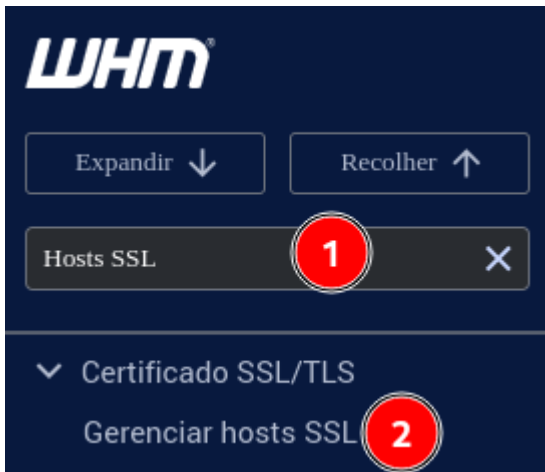 WHM
Expandir
Recolher
Hosts SSL
1
Certificado SSL/TLS
Gerenciar hosts SSL
2